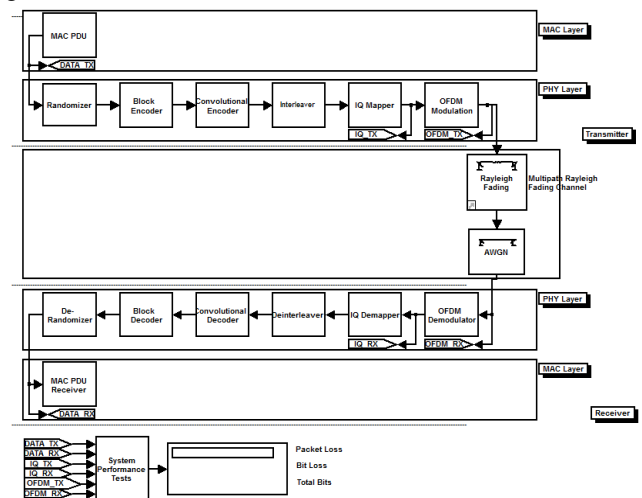 MAC PDU
MAC Layer
DATA_TX
PHY Layer
Randomizer
Block
Encoder
Convolutional
Encoder
Interleaver
IQ Mapper
OFDM
Modulation
IQ_TX
OFDM_TX
Transmitter
Rayleigh
Fading
Multipath Rayleigh
Fading Channel
AWGN
PHY Layer
De-
Randomizer
Block
Decoder
Convolutional
Decoder
Deinterleaver
IQ Demapper
OFDM
Demodulator
IQ_RX
OFDM_RX
MAC Layer
MAC PDU
Receiver
DATA_RX
Receiver
DATA_TX
DATA_RX
IQ_TX
IQ_RX
OFDM_TX
OFDM_RX
System
Performance
Tests
Packet Loss
Bit Loss
Total Bits